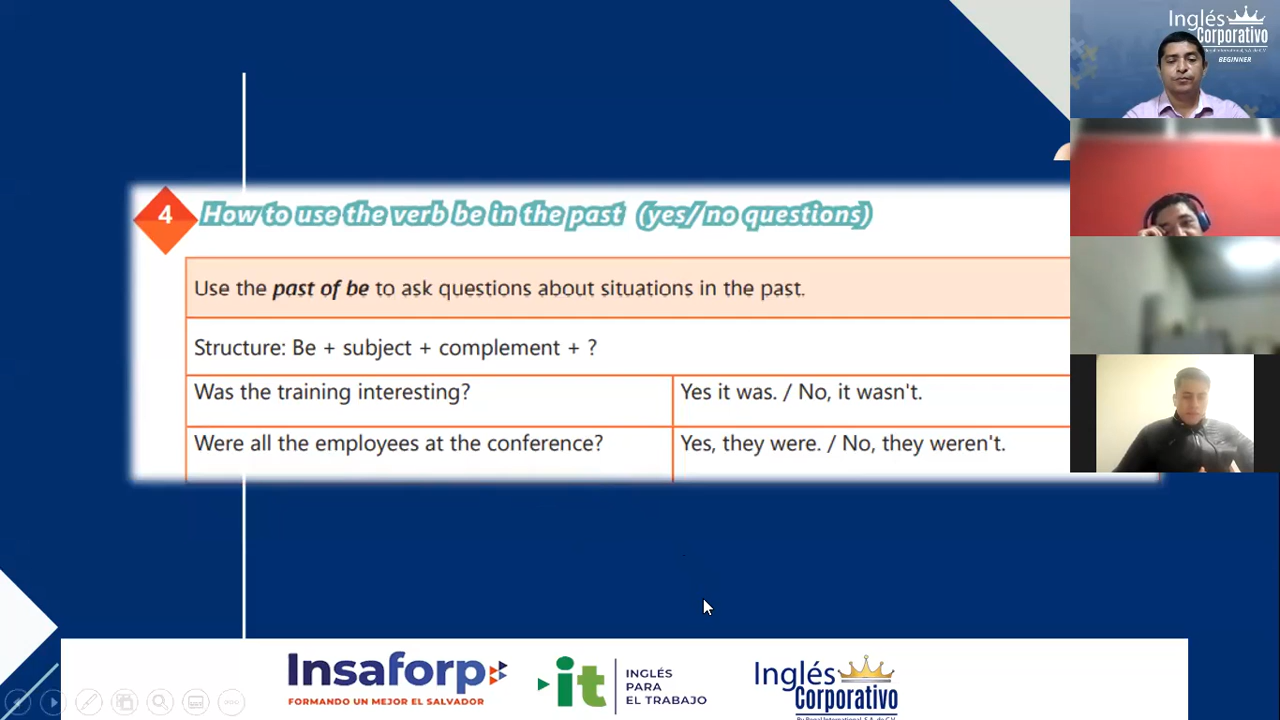 Inglés
Corporativo
BEGINNER
4
How to use the verb be in the past (yes/no questions)
Use the past of be to ask questions about situations in the past.
Structure: Be + subject + complement + ?
Was the training interesting?
Yes it was. / No, it wasn't.
Were all the employees at the conference?
Yes, they were. / No, they weren't.
Insaforp
FORMANDO UN MEJOR EL SALVADOR
it
INGLÉS
PARA
EL TRABAJO
Inglés
Corporativo